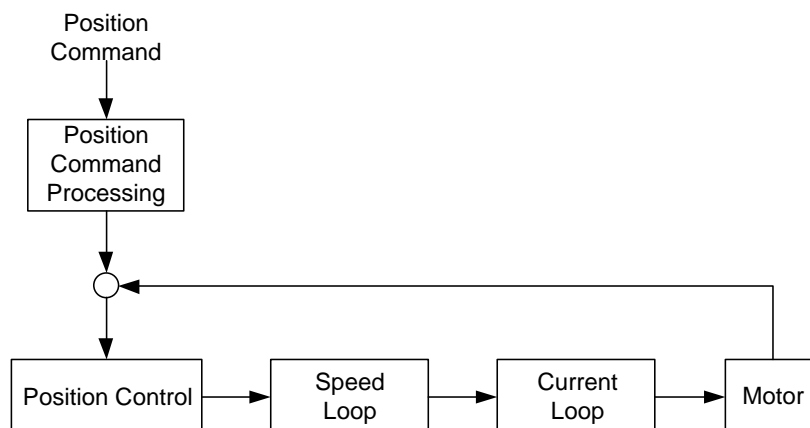 Position
Command
Position
Command
Processing
Position Control
Speed
Loop
Current
Loop
Motor